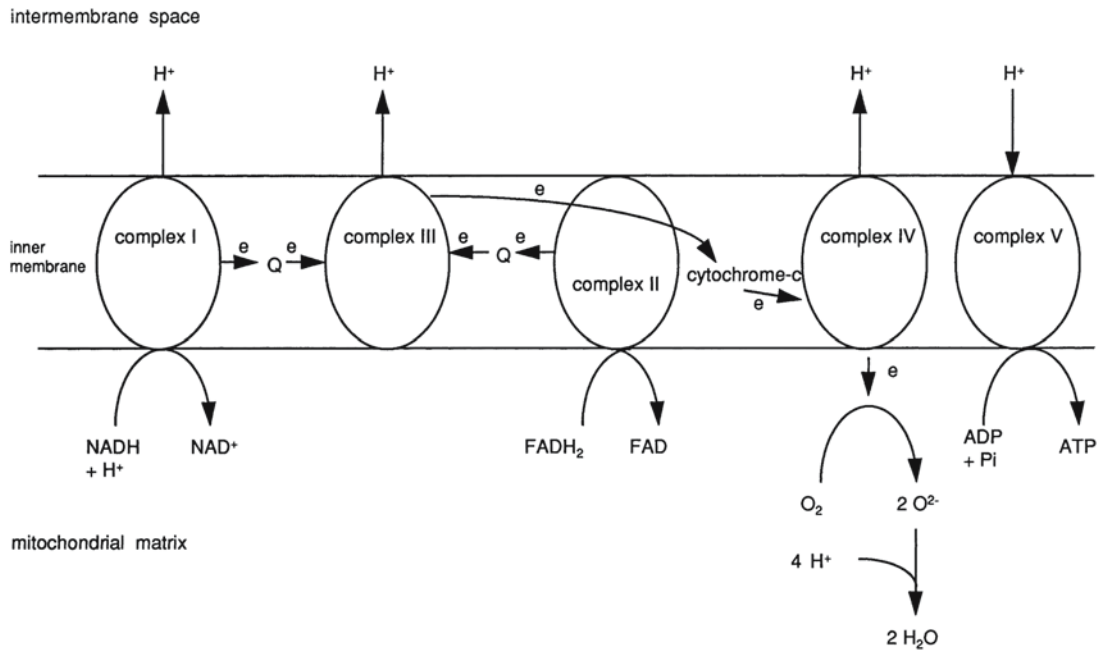 intermembrane space
H⁺ H⁺ H⁺ H⁺
e
complex I complex III complex IV complex V
e e e e
inner
membrane
Q Q
complex II cytochrome-c
e
e
NADH
+ H⁺
NAD⁺
FADH₂ FAD
ADP
+ Pi
ATP
O₂ 2 O²⁻
mitochondrial matrix
4 H⁺
2 H₂O